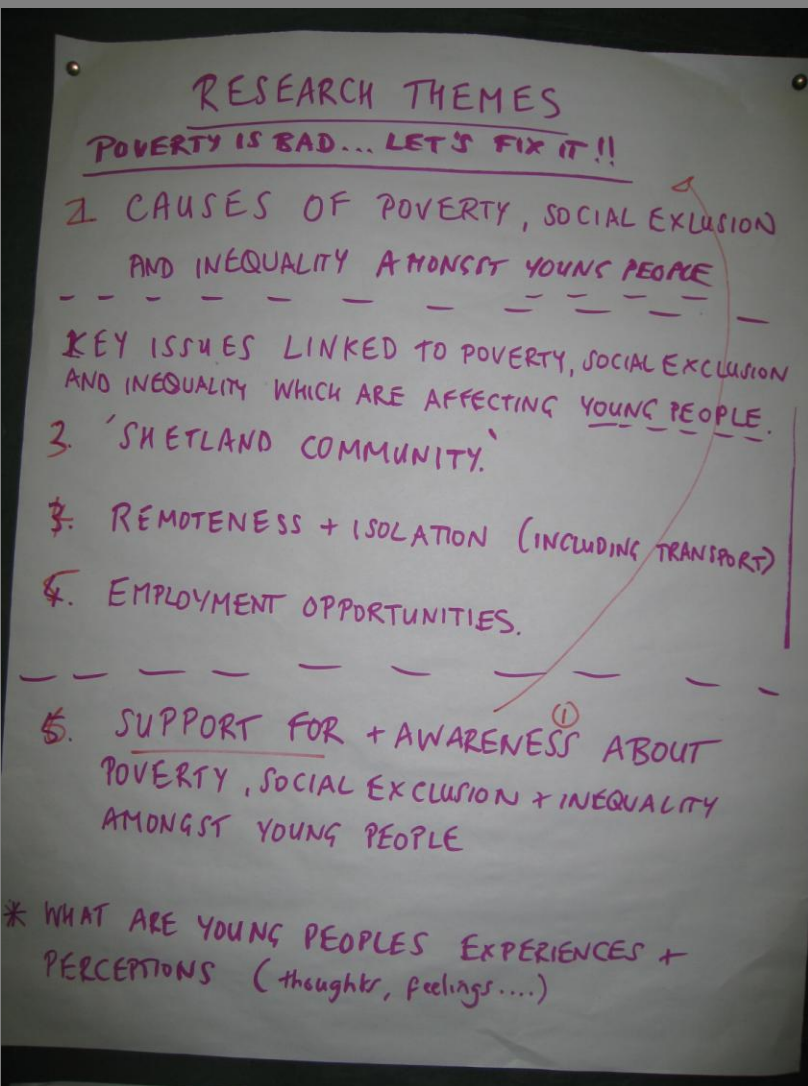 RESEARCH THEMES
POVERTY IS BAD... LET'S FIX IT!!
2 CAUSES OF POVERTY, SOCIAL EXLUSION
AND INEQUALITY AMONGST YOUNG PEOPLE
KEY ISSUES LINKED TO POVERTY, SOCIAL EXCLUSION
AND INEQUALITY WHICH ARE AFFECTING YOUNG PEOPLE.
3. 'SHETLAND COMMUNITY.'
REMOTENESS + ISOLATION (INCLUDING TRANSPORT)
EMPLOYMENT OPPORTUNITIES.
①
5. SUPPORT FOR + AWARENESS ABOUT
POVERTY, SOCIAL EXCLUSION + INEQUALITY
AMONGST YOUNG PEOPLE
* WHAT ARE YOUNG PEOPLES EXPERIENCES +
PERCEPTIONS (thoughts, feelings....)